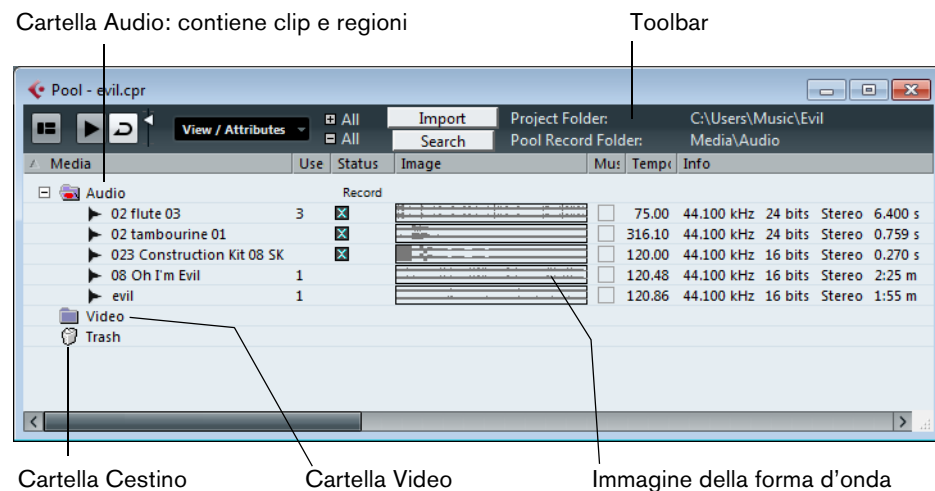 Cartella Audio: contiene clip e regioni Toolbar
Pool - evil.cpr
View / Attributes All Import Project Folder: C:\Users\Music\Evil
All Search Pool Record Folder: Media\Audio
Media Use Status Image Mus Tempo Info
Audio Record
02 flute 03 3 X 75.00 44.100 kHz 24 bits Stereo 6.400 s
02 tambourine 01 X 316.10 44.100 kHz 24 bits Stereo 0.759 s
023 Construction Kit 08 SK X 120.00 44.100 kHz 16 bits Stereo 0.270 s
08 Oh I'm Evil 1 120.48 44.100 kHz 16 bits Stereo 2:25 m
evil 1 120.86 44.100 kHz 16 bits Stereo 1:55 m
Video
Trash
Cartella Cestino Cartella Video Immagine della forma d'onda